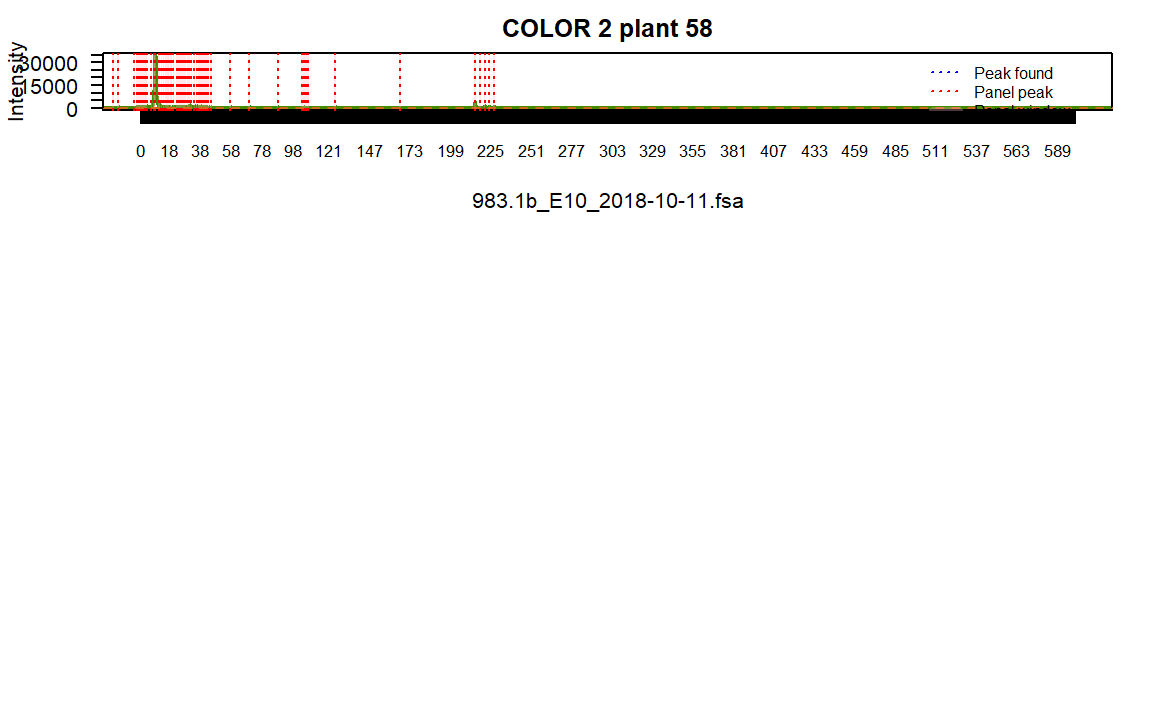 COLOR 2 plant 58
Intensity
30000
15000
0
Peak found
Panel peak
0 18 38 58 78 98 121 147 173 199 225 251 277 303 329 355 381 407 433 459 485 511 537 563 589
983.1b_E10_2018-10-11.fsa